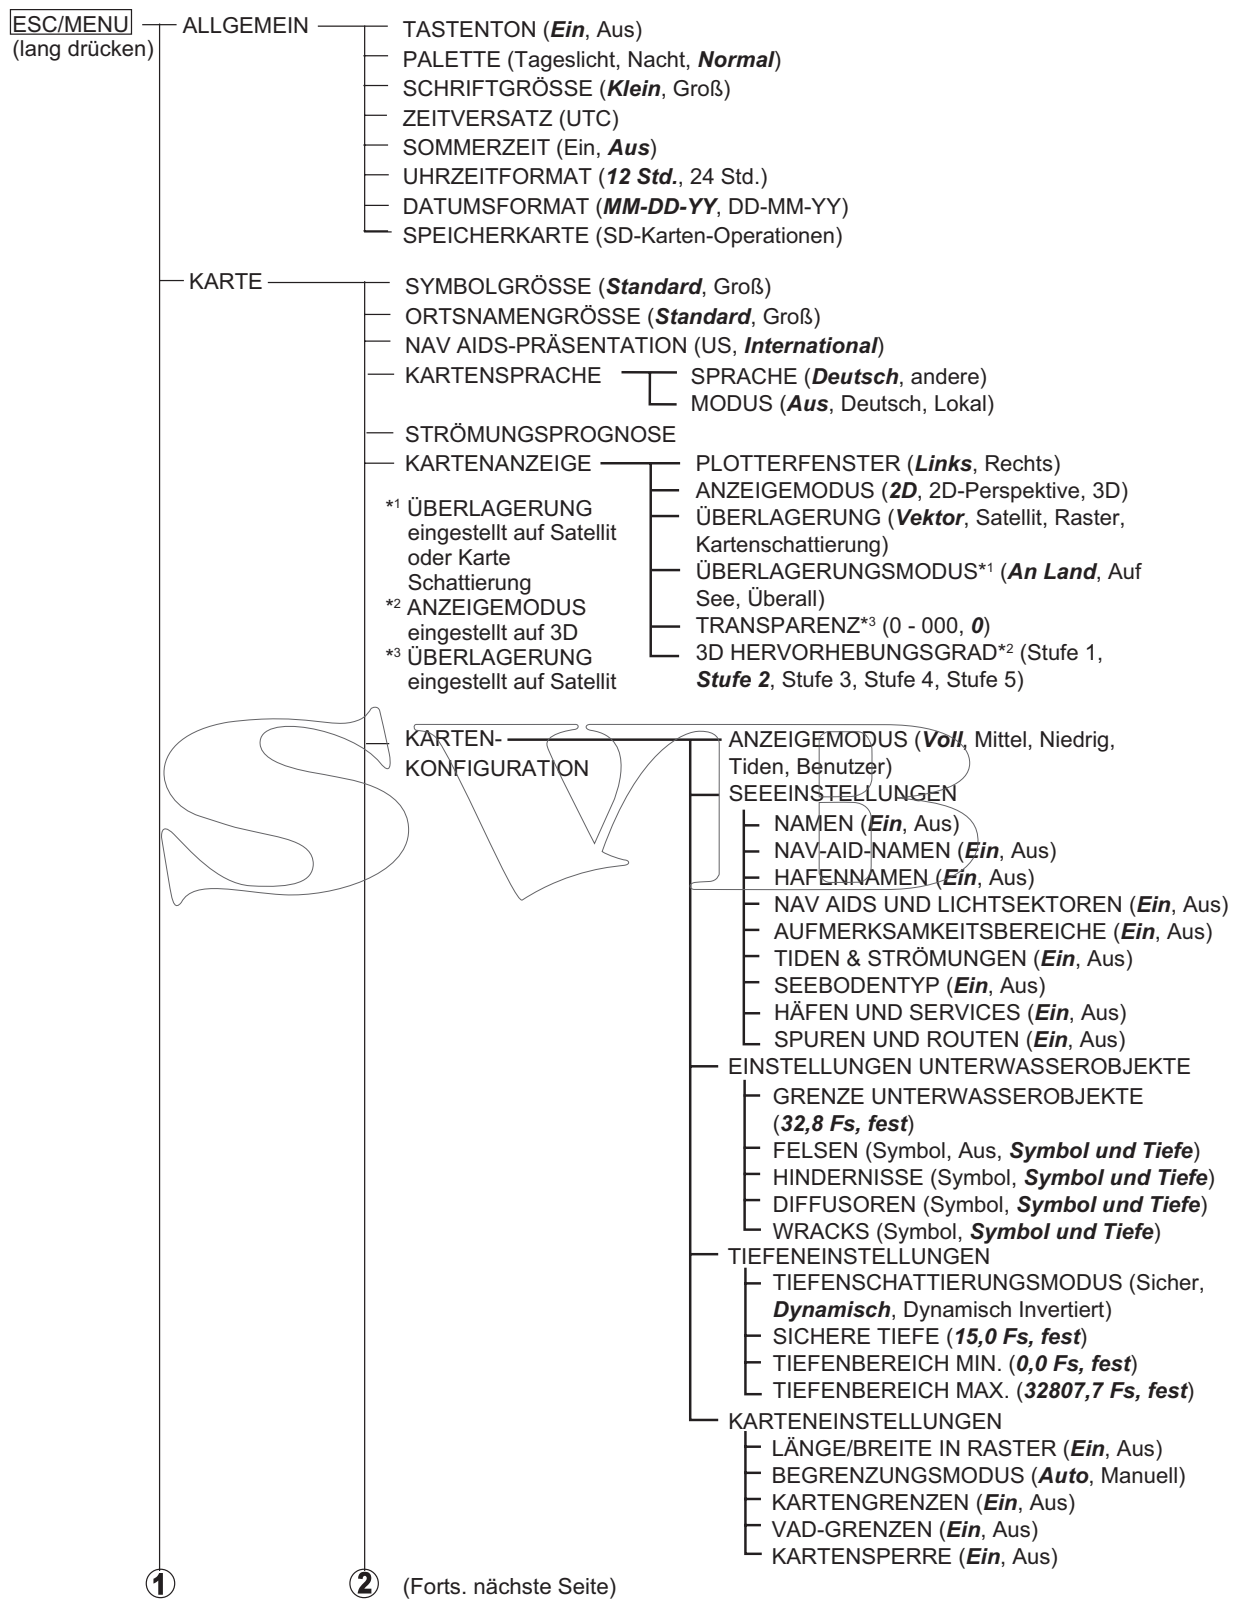 ESC/MENU
(lang drücken)
ALLGEMEIN
TASTENTON (Ein, Aus)
PALETTE (Tageslicht, Nacht, Normal)
SCHRIFTGRÖSSE (Klein, Groß)
ZEITVERSATZ (UTC)
SOMMERZEIT (Ein, Aus)
UHRZEITFORMAT (12 Std., 24 Std.)
DATUMSFORMAT (MM-DD-YY, DD-MM-YY)
SPEICHERKARTE (SD-Karten-Operationen)
KARTE
SYMBOLGRÖSSE (Standard, Groß)
ORTSNAMENGRÖSSE (Standard, Groß)
NAV AIDS-PRÄSENTATION (US, International)
KARTENSPRACHE
SPRACHE (Deutsch, andere)
MODUS (Aus, Deutsch, Lokal)
STRÖMUNGSPROGNOSE
KARTENANZEIGE
PLOTTERFENSTER (Links, Rechts)
ANZEIGEMODUS (2D, 2D-Perspektive, 3D)
ÜBERLAGERUNG (Vektor, Satellit, Raster,
Kartenschattierung)
ÜBERLAGERUNGSMODUS*1 (An Land, Auf
See, Überall)
TRANSPARENZ*3 (0 - 000, 0)
3D HERVORHEBUNGSGRAD*2 (Stufe 1,
Stufe 2, Stufe 3, Stufe 4, Stufe 5)
*1 ÜBERLAGERUNG
eingestellt auf Satellit
oder Karte
Schattierung
*2 ANZEIGEMODUS
eingestellt auf 3D
*3 ÜBERLAGERUNG
eingestellt auf Satellit
KARTEN-
KONFIGURATION
ANZEIGEMODUS (Voll, Mittel, Niedrig,
Tiden, Benutzer)
SEEEINSTELLUNGEN
NAMEN (Ein, Aus)
NAV-AID-NAMEN (Ein, Aus)
HAFENNAMEN (Ein, Aus)
NAV AIDS UND LICHTSEKTOREN (Ein, Aus)
AUFMERKSAMKEITSBEREICHE (Ein, Aus)
TIDEN & STRÖMUNGEN (Ein, Aus)
SEEBODENTYP (Ein, Aus)
HÄFEN UND SERVICES (Ein, Aus)
SPUREN UND ROUTEN (Ein, Aus)
EINSTELLUNGEN UNTERWASSEROBJEKTE
GRENZE UNTERWASSEROBJEKTE
(32,8 Fs, fest)
FELSEN (Symbol, Aus, Symbol und Tiefe)
HINDERNISSE (Symbol, Symbol und Tiefe)
DIFFUSOREN (Symbol, Symbol und Tiefe)
WRACKS (Symbol, Symbol und Tiefe)
TIEFENEINSTELLUNGEN
TIEFENSCHATTIERUNGSMODUS (Sicher,
Dynamisch, Dynamisch Invertiert)
SICHERE TIEFE (15,0 Fs, fest)
TIEFENBEREICH MIN. (0,0 Fs, fest)
TIEFENBEREICH MAX. (32807,7 Fs, fest)
KARTENEINSTELLUNGEN
LÄNGE/BREITE IN RASTER (Ein, Aus)
BEGRENZUNGSMODUS (Auto, Manuell)
KARTENGRENZEN (Ein, Aus)
VAD-GRENZEN (Ein, Aus)
KARTENSPERRE (Ein, Aus)
SVB
1
2
(Forts. nächste Seite)